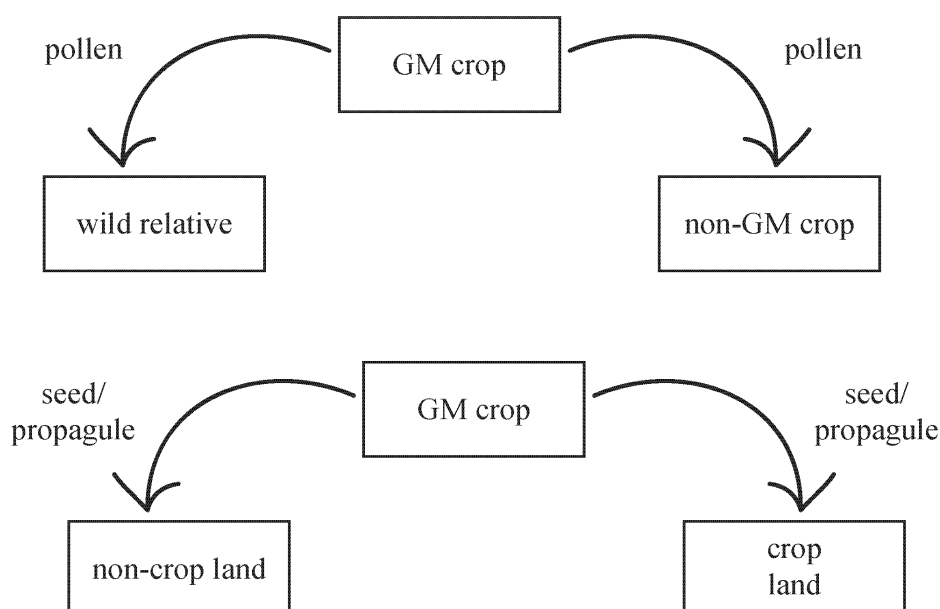 GM crop
pollen
pollen
wild relative
non-GM crop
GM crop
seed/
propagule
seed/
propagule
non-crop land
crop
land